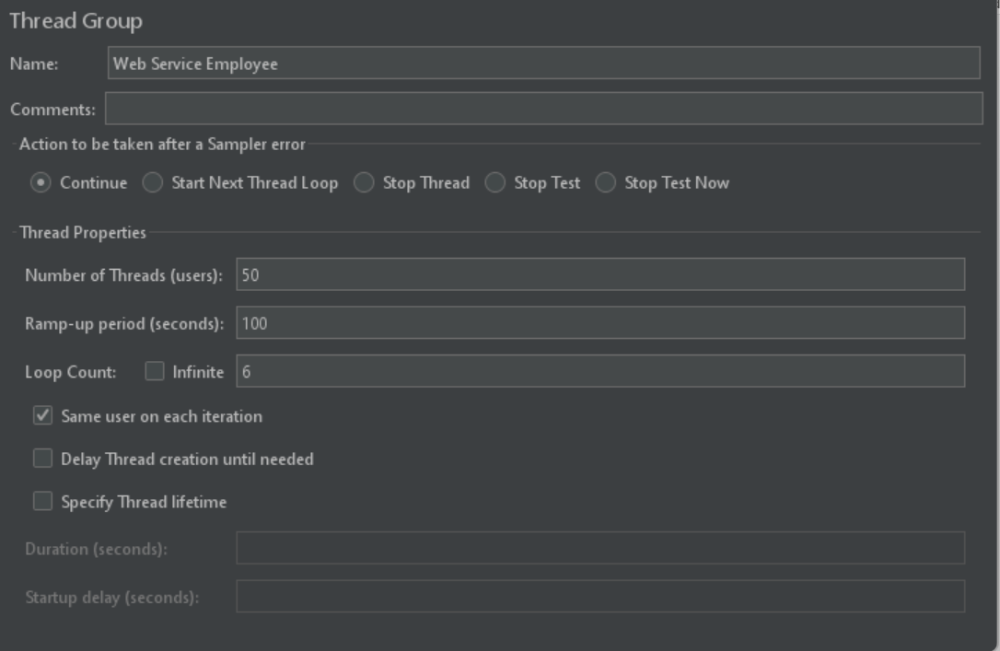 Thread Group
Name: Web Service Employee
Comments:
Action to be taken after a Sampler error
Continue Start Next Thread Loop Stop Thread Stop Test Stop Test Now
Thread Properties
Number of Threads (users): 50
Ramp-up period (seconds): 100
Loop Count: Infinite 6
Same user on each iteration
Delay Thread creation until needed
Specify Thread lifetime
Duration (seconds):
Startup delay (seconds):